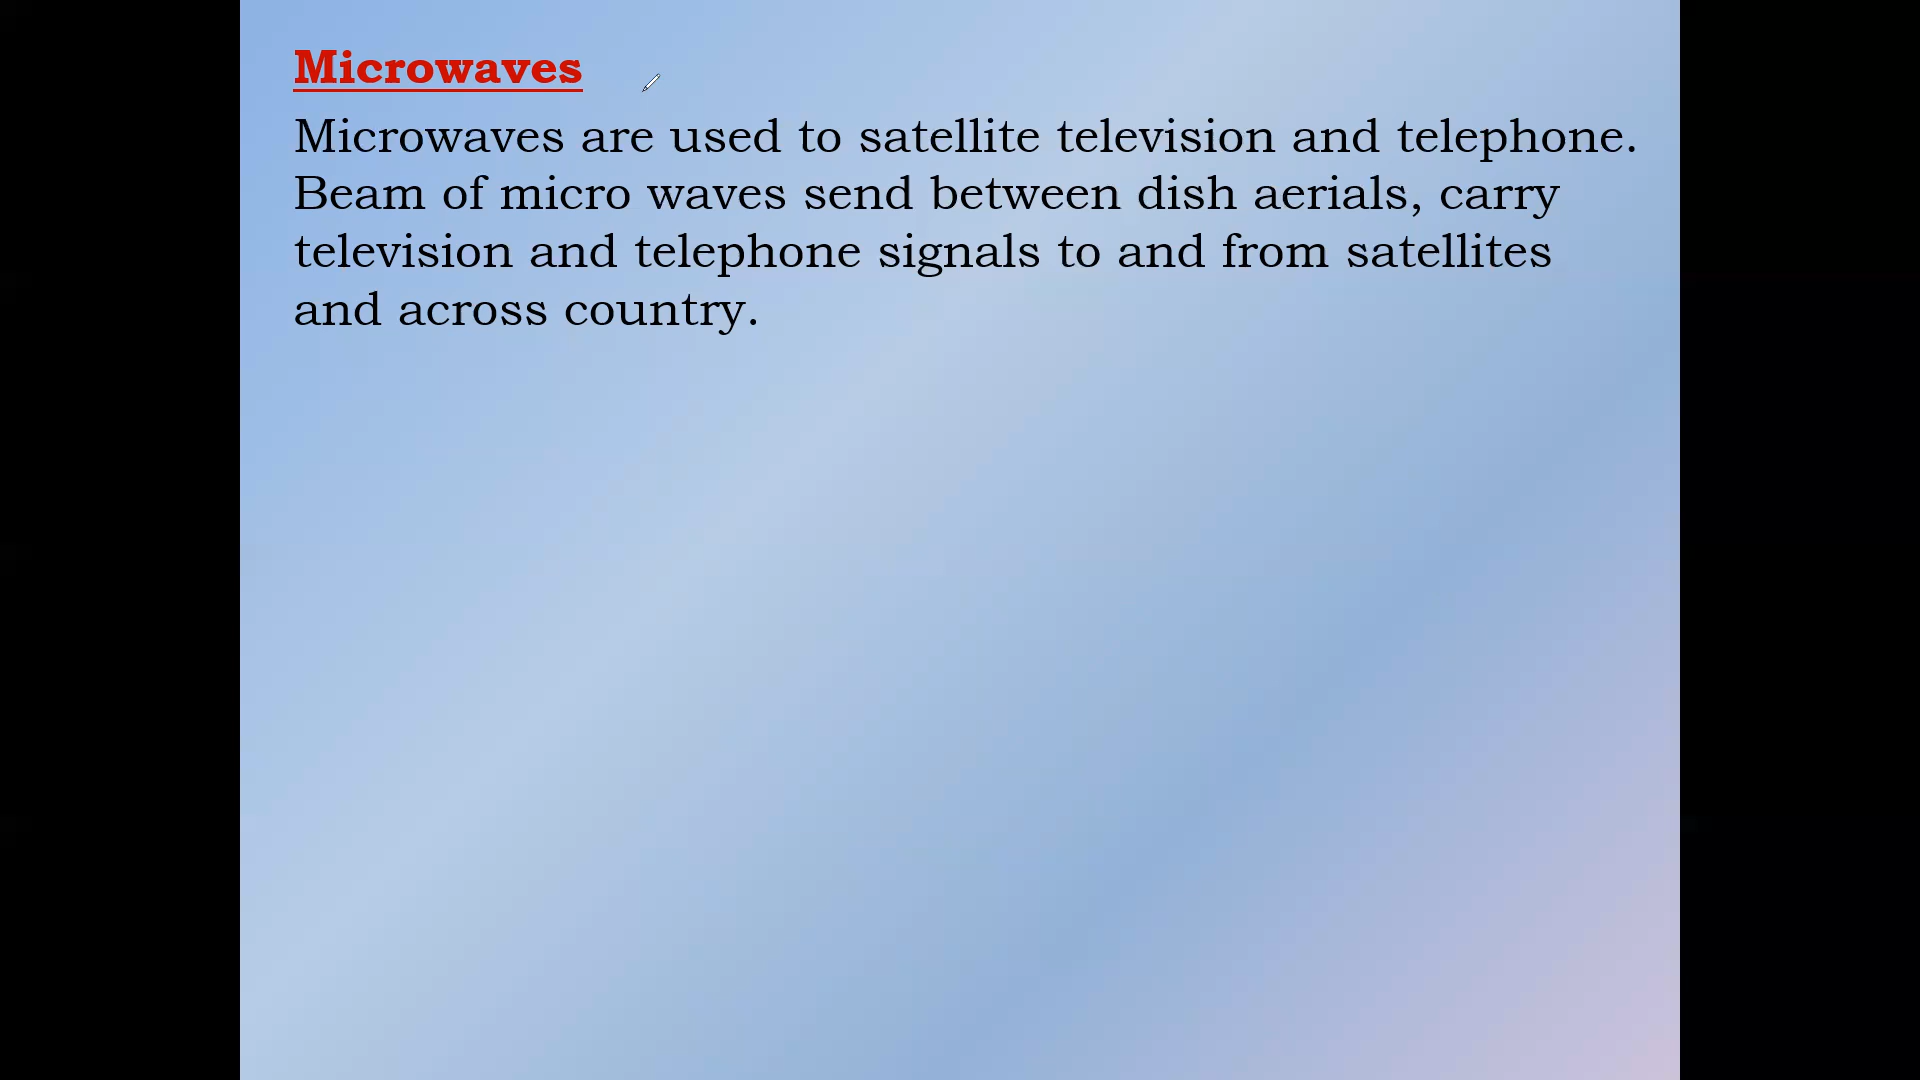 Microwaves
Microwaves are used to satellite television and telephone.
Beam of micro waves send between dish aerials, carry
television and telephone signals to and from satellites
and across country.